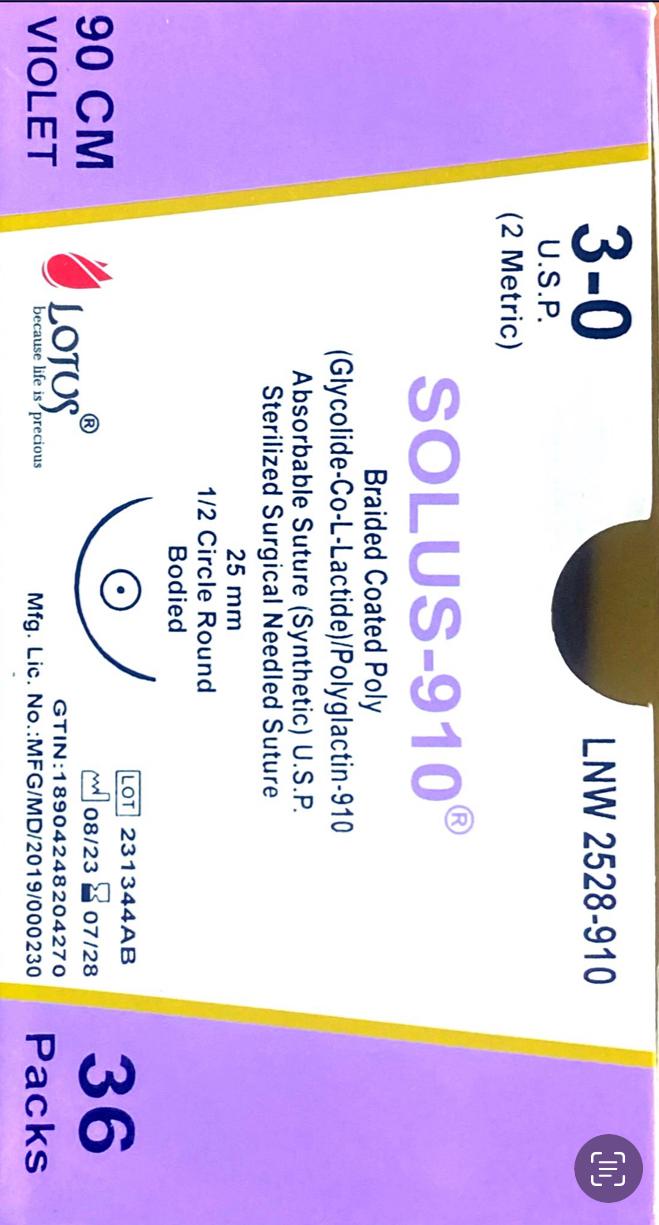 3-0
U.S.P.
(2 Metric)
LNW 2528-910
SOLUS-910®
Braided Coated Poly
(Glycolide-Co-L-Lactide)/Polyglactin-910
Absorbable Suture (Synthetic) U.S.P.
Sterilized Surgical Needled Suture
25 mm
1/2 Circle Round
Bodied
90 CM
VIOLET
LOTUS®
because life is precious
LOT 231344AB
08/23 07/28
GTIN:18904248204270
Mfg. Lic. No.:MFG/MD/2019/000230
36
Packs